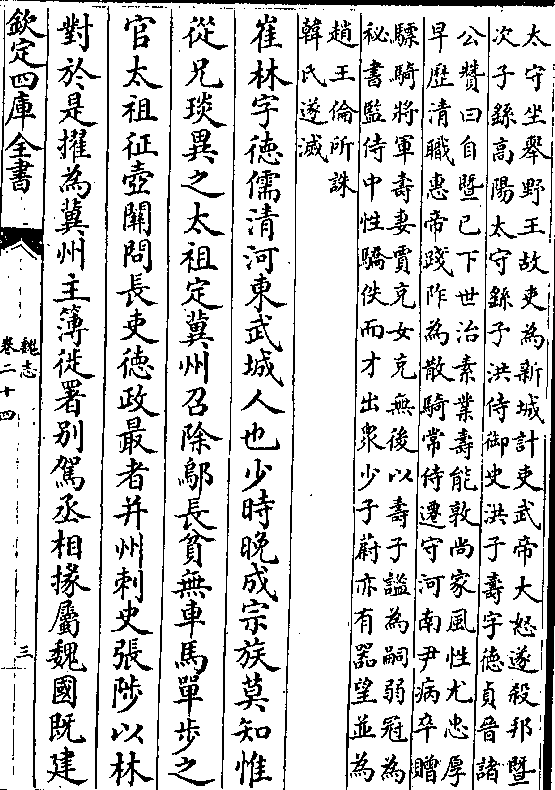 太守坐舉野王故吏為新城計吏武帝大怒遂殺邦暨
次子繇高陽太守繇子洪侍御史洪子壽字德貞晉諸
公贊曰自暨已下世治素業壽能敦尚家風性尤忠厚
早歷清職惠帝踐阼為散騎常侍遷守河南尹病卒贈
驃騎將軍壽妻賈充女充無後以壽子謐為嗣弱冠為
秘書監侍中性驕佚而才出衆少子蔚亦有器望並為
趙王倫所誅
韓氏遂滅
崔林字德儒清河東武城人也少時晚成宗族莫知惟
從兄琰異之太祖定冀州召除鄔長貧無車馬單步之
官太祖征壺關問長吏德政最者并州刺史張陟以林
對於是擢為冀州主簿徙署别駕丞相掾屬魏國既建
欽定四庫全書
魏志
卷二十四
三